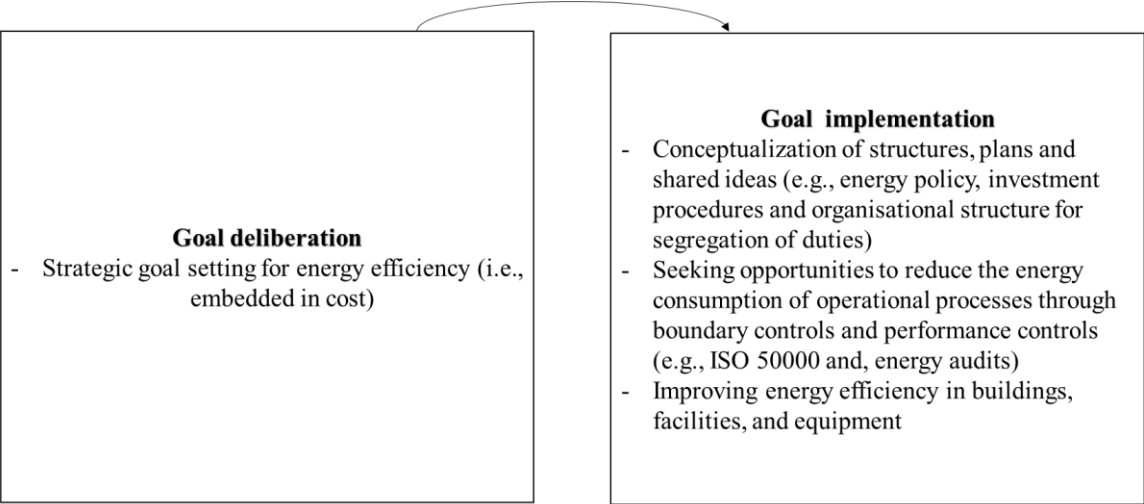 Goal deliberation
- Strategic goal setting for energy efficiency (i.e.,
embedded in cost)
Goal implementation
- Conceptualization of structures, plans and
shared ideas (e.g., energy policy, investment
procedures and organisational structure for
segregation of duties)
- Seeking opportunities to reduce the energy
consumption of operational processes through
boundary controls and performance controls
(e.g., ISO 50000 and, energy audits)
- Improving energy efficiency in buildings,
facilities, and equipment